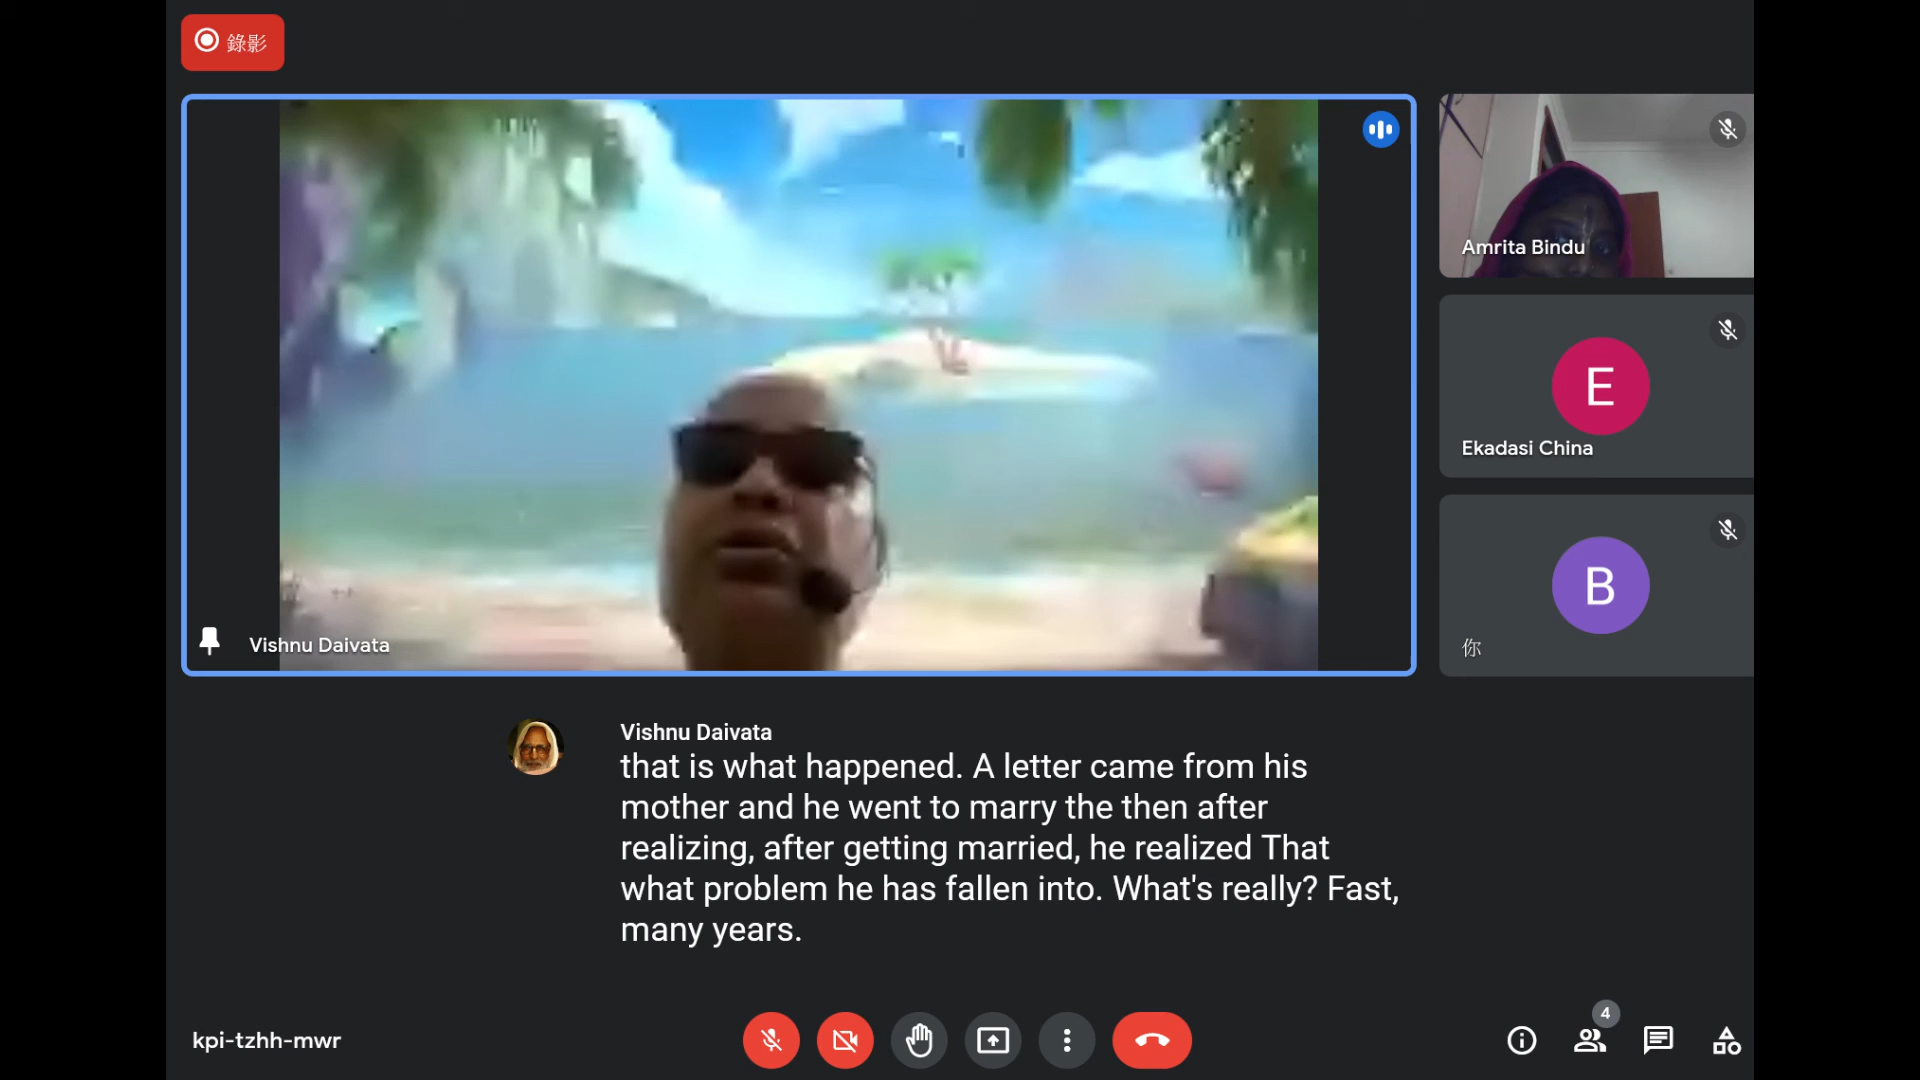 錄影
Amrita Bindu
E
Ekadasi China
B
你
Vishnu Daivata
Vishnu Daivata
that is what happened. A letter came from his
mother and he went to marry the then after
realizing, after getting married, he realized That
what problem he has fallen into. What's really? Fast,
many years.
kpi-tzhh-mwr
4